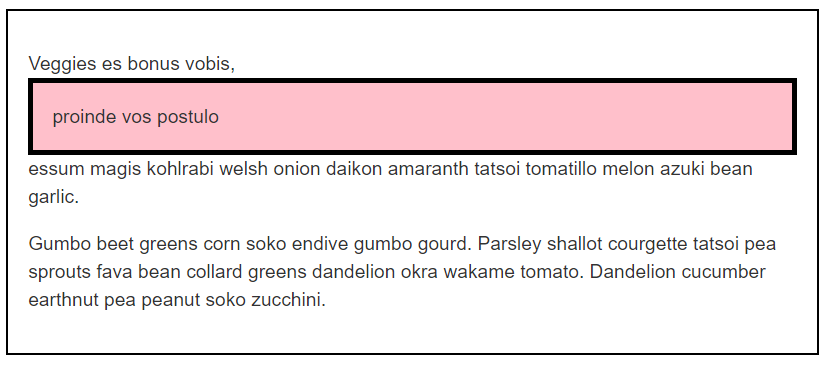 Veggies es bonus vobis,
proinde vos postulo
essum magis kohlrabi welsh onion daikon amaranth tatsoi tomatillo melon azuki bean
garlic.
Gumbo beet greens corn soko endive gumbo gourd. Parsley shallot courgette tatsoi pea
sprouts fava bean collard greens dandelion okra wakame tomato. Dandelion cucumber
earthnut pea peanut soko zucchini.